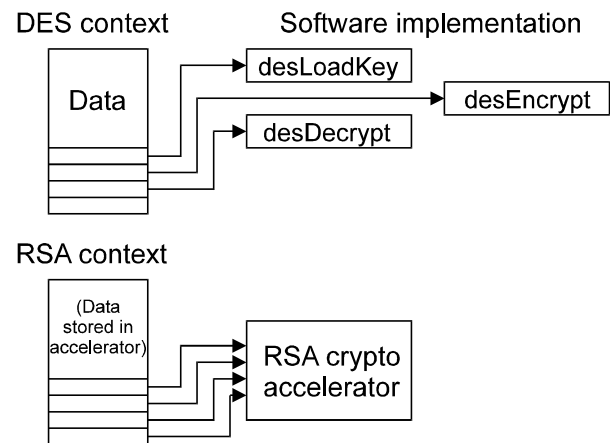 DES context
Software implementation
Data
desLoadKey
desEncrypt
desDecrypt
RSA context
(Data
stored in
accelerator)
RSA crypto
accelerator